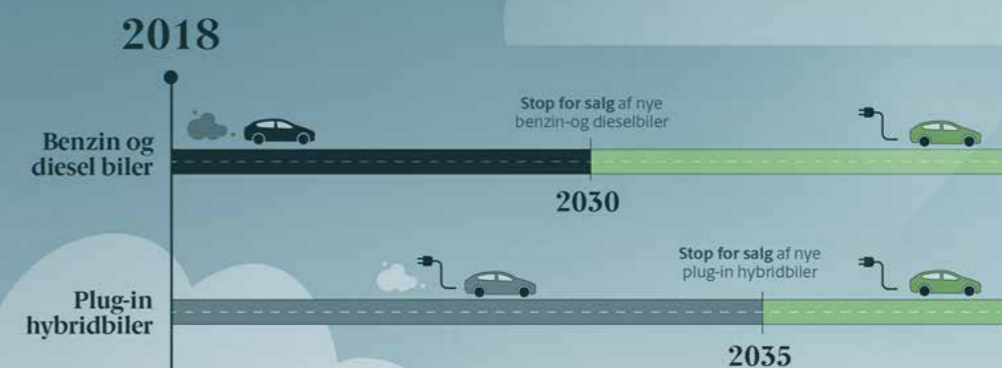 2018
Benzin og
diesel biler
Stop for salg af nye
benzin-og dieselbiler
2030
Plug-in
hybridbiler
Stop for salg af nye
plug-in hybridbiler
2035